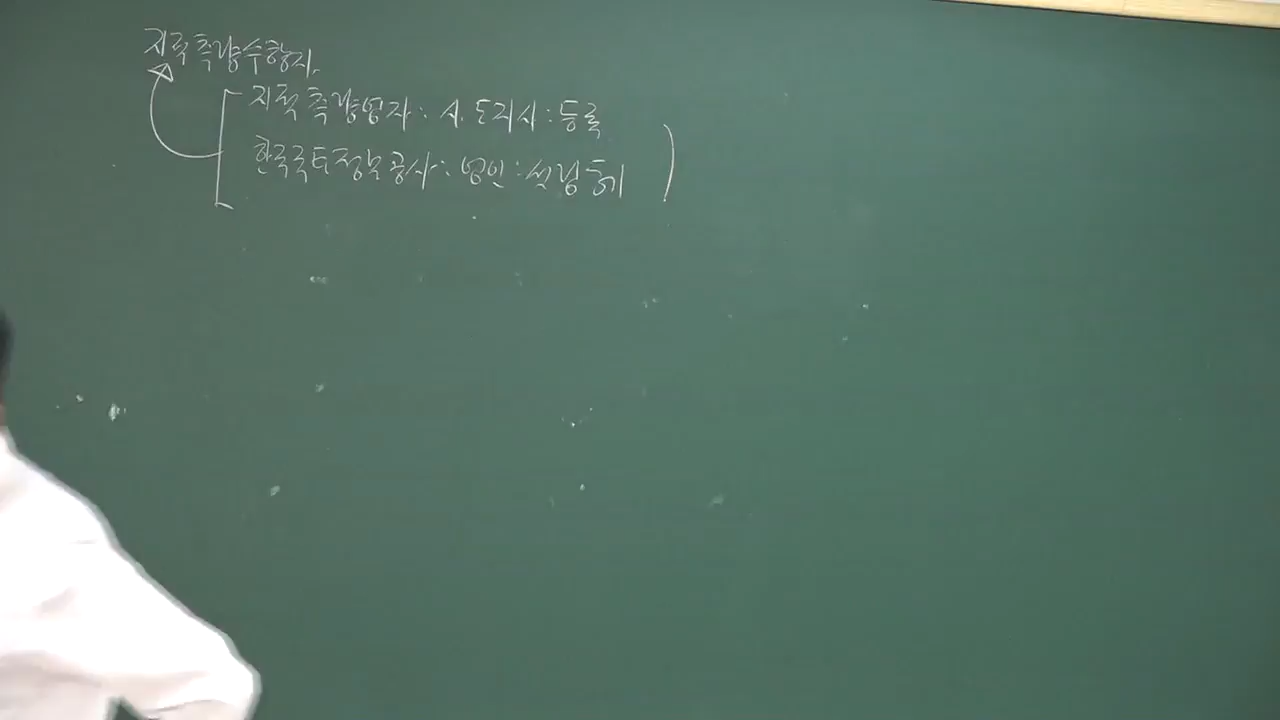 지적측량수행자.
지적측량업자 : 시.도지사 : 등록
한국국토정보공사 : 법인 : 설립등기